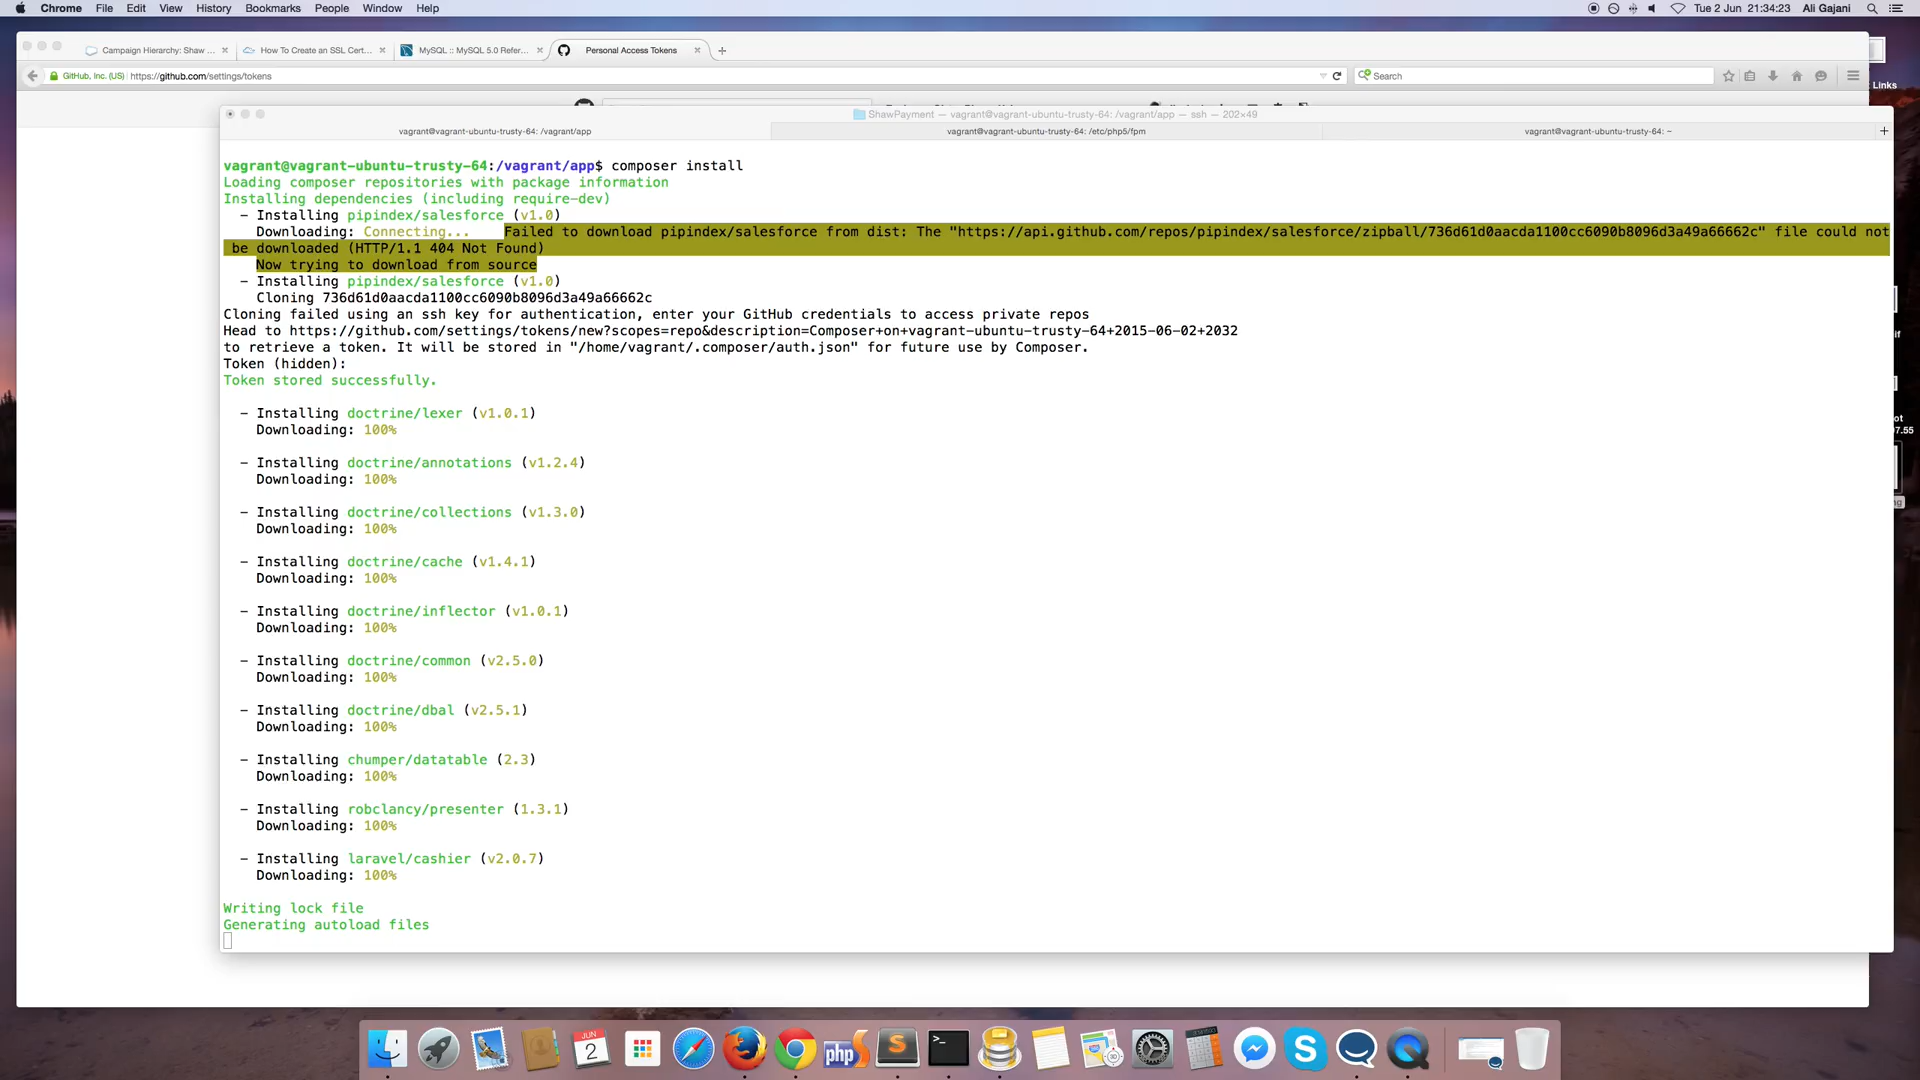 Chrome File Edit View History Bookmarks People Window Help
Tue 2 Jun 21:34:23 Ali Gajani
Campaign Hierarchy: Shaw ...
How To Create an SSL Cert...
MySQL :: MySQL 5.0 Refer...
Personal Access Tokens
GitHub, Inc. (US) https://github.com/settings/tokens
Search
Links
ShawPayment — vagrant@vagrant-ubuntu-trusty-64: /vagrant/app — ssh — 202×49
vagrant@vagrant-ubuntu-trusty-64: /vagrant/app
vagrant@vagrant-ubuntu-trusty-64: /etc/php5/fpm
vagrant@vagrant-ubuntu-trusty-64: ~
vagrant@vagrant-ubuntu-trusty-64:/vagrant/app$ composer install
Loading composer repositories with package information
Installing dependencies (including require-dev)
- Installing pipindex/salesforce (v1.0)
Downloading: Connecting... Failed to download pipindex/salesforce from dist: The "https://api.github.com/repos/pipindex/salesforce/zipball/736d61d0aacda1100cc6090b8096d3a49a66662c" file could not
be downloaded (HTTP/1.1 404 Not Found)
Now trying to download from source
- Installing pipindex/salesforce (v1.0)
Cloning 736d61d0aacda1100cc6090b8096d3a49a66662c
Cloning failed using an ssh key for authentication, enter your GitHub credentials to access private repos
Head to https://github.com/settings/tokens/new?scopes=repo&description=Composer+on+vagrant-ubuntu-trusty-64+2015-06-02+2032
to retrieve a token. It will be stored in "/home/vagrant/.composer/auth.json" for future use by Composer.
Token (hidden):
Token stored successfully.
- Installing doctrine/lexer (v1.0.1)
Downloading: 100%
- Installing doctrine/annotations (v1.2.4)
Downloading: 100%
- Installing doctrine/collections (v1.3.0)
Downloading: 100%
- Installing doctrine/cache (v1.4.1)
Downloading: 100%
- Installing doctrine/inflector (v1.0.1)
Downloading: 100%
- Installing doctrine/common (v2.5.0)
Downloading: 100%
- Installing doctrine/dbal (v2.5.1)
Downloading: 100%
- Installing chumper/datatable (2.3)
Downloading: 100%
- Installing robclancy/presenter (1.3.1)
Downloading: 100%
- Installing laravel/cashier (v2.0.7)
Downloading: 100%
Writing lock file
Generating autoload files
JUN
2
php
S
>_
S